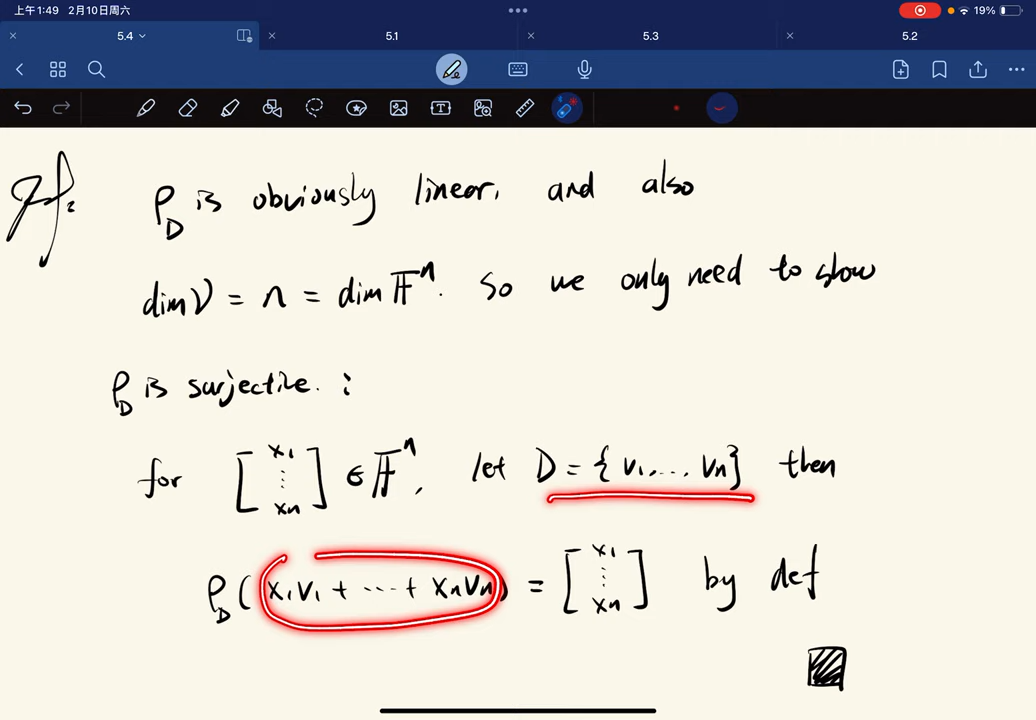 上午1:49 2月10日周六
19%
5.4
5.1
5.3
5.2
pf:
ρ_D is obviously linear, and also
dim V = n = dim 𝔽ⁿ. So we only need to show
ρ_D is surjective. :
for [x₁ ⋮ xₙ] ∈ 𝔽ⁿ, let D = {v₁, ... vₙ} then
ρ_D(x₁v₁ + ... + xₙvₙ) = [x₁ ⋮ xₙ] by def